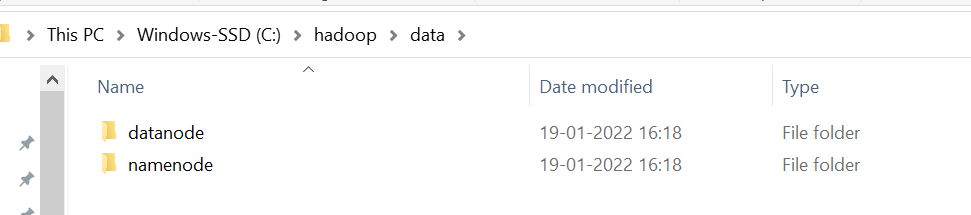 This PC > Windows-SSD (C:) > hadoop > data >
Name Date modified Type
datanode 19-01-2022 16:18 File folder
namenode 19-01-2022 16:18 File folder